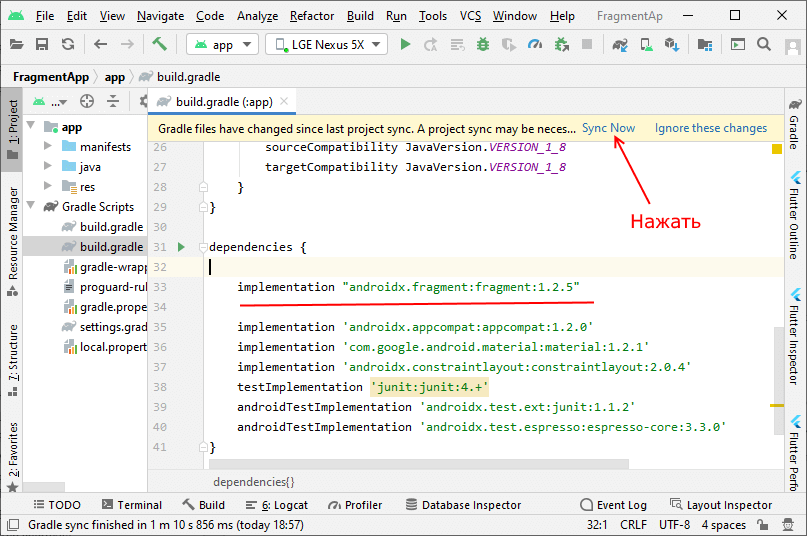 File Edit View Navigate Code Analyze Refactor Build Run Tools VCS Window Help FragmentAp
app LGE Nexus 5X
FragmentApp app build.gradle
1: Project
Resource Manager
7: Structure
2: Favorites
...
app
manifests
java
res
Gradle Scripts
build.gradle
build.gradle
gradle-wrapp
proguard-rul
gradle.prope
settings.grad
local.propert
build.gradle (:app)
Gradle files have changed since last project sync. A project sync may be neces... Sync Now Ignore these changes
26 sourceCompatibility JavaVersion.VERSION_1_8
27 targetCompatibility JavaVersion.VERSION_1_8
28 }
29 }
30
Нажать
31 dependencies {
32
33 implementation "androidx.fragment:fragment:1.2.5"
34
35 implementation 'androidx.appcompat:appcompat:1.2.0'
36 implementation 'com.google.android.material:material:1.2.1'
37 implementation 'androidx.constraintlayout:constraintlayout:2.0.4'
38 testImplementation 'junit:junit:4.+'
39 androidTestImplementation 'androidx.test.ext:junit:1.1.2'
40 androidTestImplementation 'androidx.test.espresso:espresso-core:3.3.0'
41 }
dependencies{}
Gradle
Flutter Outline
Flutter Inspector
Flutter Perfo
TODO Terminal Build 6: Logcat Profiler Database Inspector Event Log Layout Inspector
Gradle sync finished in 1 m 10 s 856 ms (today 18:57) 32:1 CRLF UTF-8 4 spaces